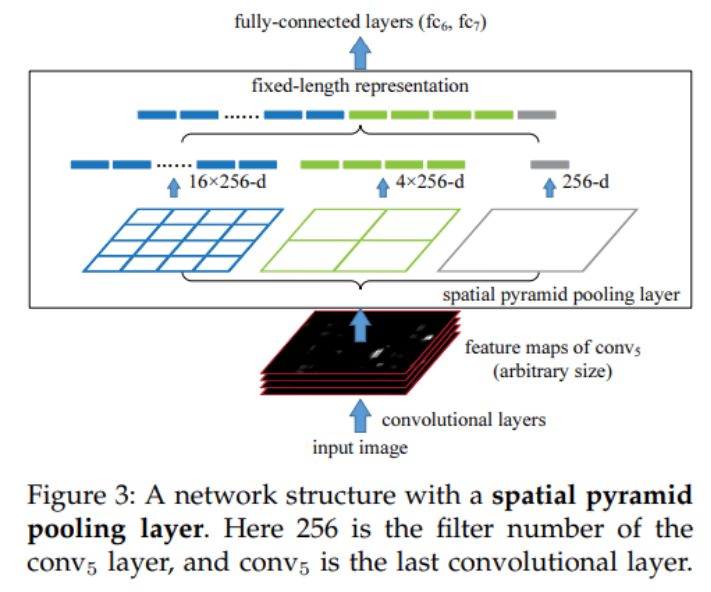 fully-connected layers (fc₆, fc₇)
fixed-length representation
......
......
16×256-d
4×256-d
256-d
spatial pyramid pooling layer
feature maps of conv₅
(arbitrary size)
convolutional layers
input image
Figure 3: A network structure with a spatial pyramid
pooling layer. Here 256 is the filter number of the
conv₅ layer, and conv₅ is the last convolutional layer.